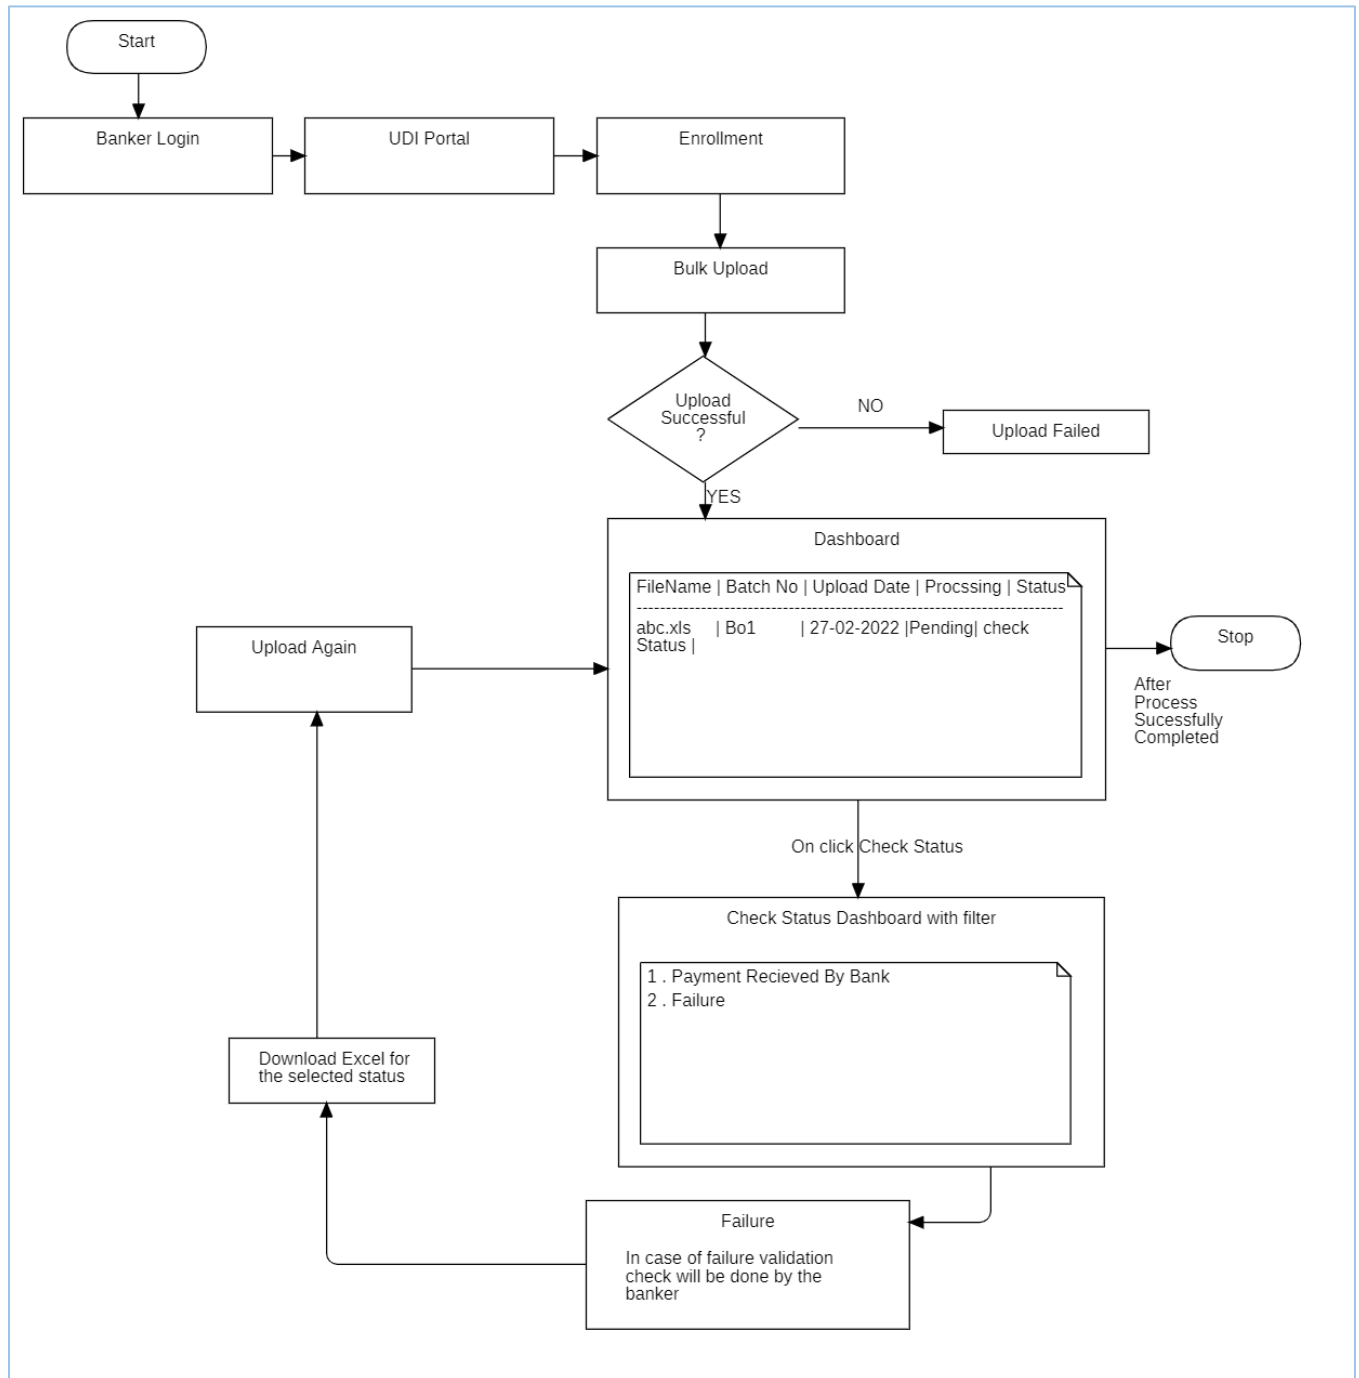 Start
Banker Login
UDI Portal
Enrollment
Bulk Upload
Upload
Successful
?
NO
Upload Failed
YES
Dashboard
FileName | Batch No | Upload Date | Procssing | Status
-----------------------------------------------------------------------
abc.xls | Bo1 | 27-02-2022 |Pending| check
Status |
Upload Again
Stop
After
Process
Sucessfully
Completed
On click Check Status
Check Status Dashboard with filter
1 . Payment Recieved By Bank
2 . Failure
Download Excel for
the selected status
Failure
In case of failure validation
check will be done by the
banker